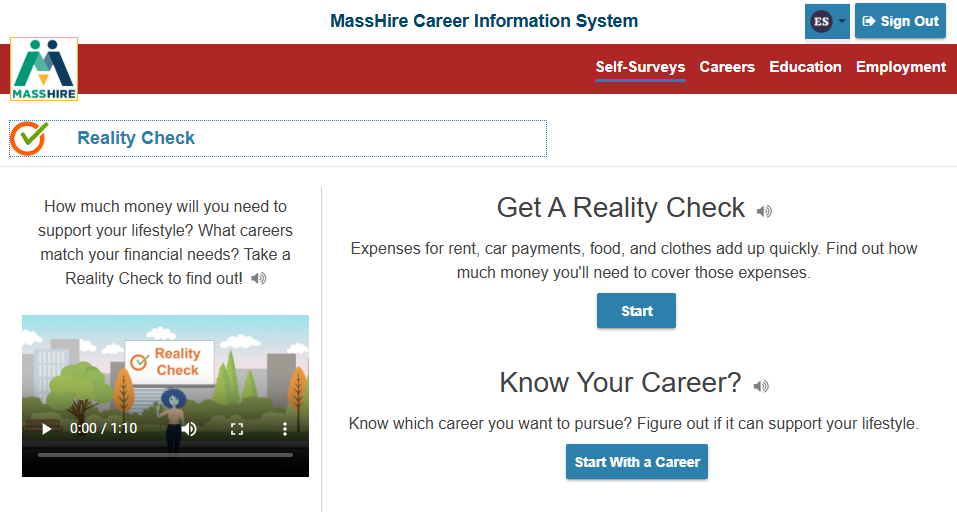 MassHire Career Information System
ES
Sign Out
MASSHIRE
Self-Surveys Careers Education Employment
Reality Check
How much money will you need to
support your lifestyle? What careers
match your financial needs? Take a
Reality Check to find out!
Reality
Check
0:00 / 1:10
Get A Reality Check
Expenses for rent, car payments, food, and clothes add up quickly. Find out how
much money you'll need to cover those expenses.
Start
Know Your Career?
Know which career you want to pursue? Figure out if it can support your lifestyle.
Start With a Career